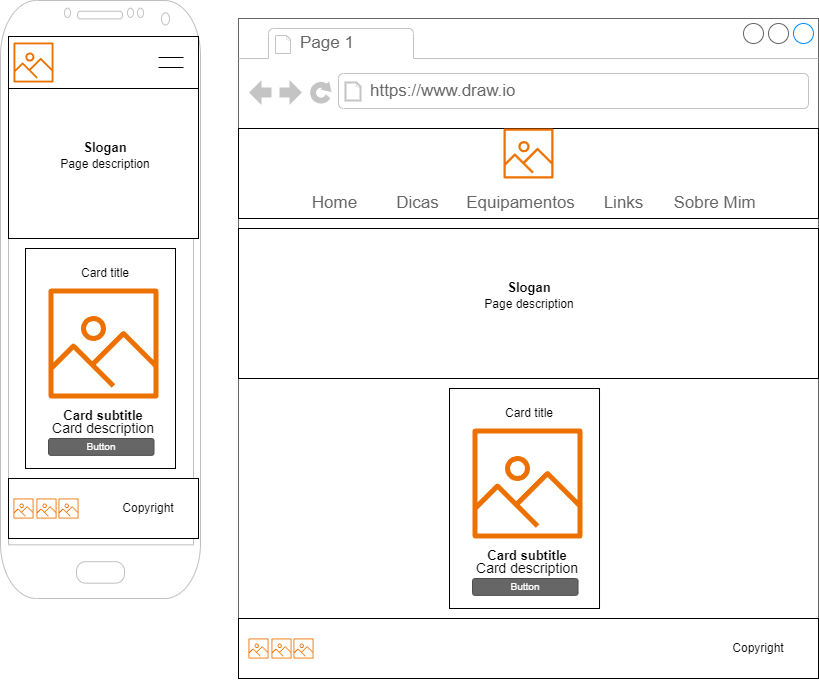 Slogan
Page description
Card title
Card subtitle
Card description
Button
Copyright
Page 1
https://www.draw.io
Home Dicas Equipamentos Links Sobre Mim
Slogan
Page description
Card title
Card subtitle
Card description
Button
Copyright